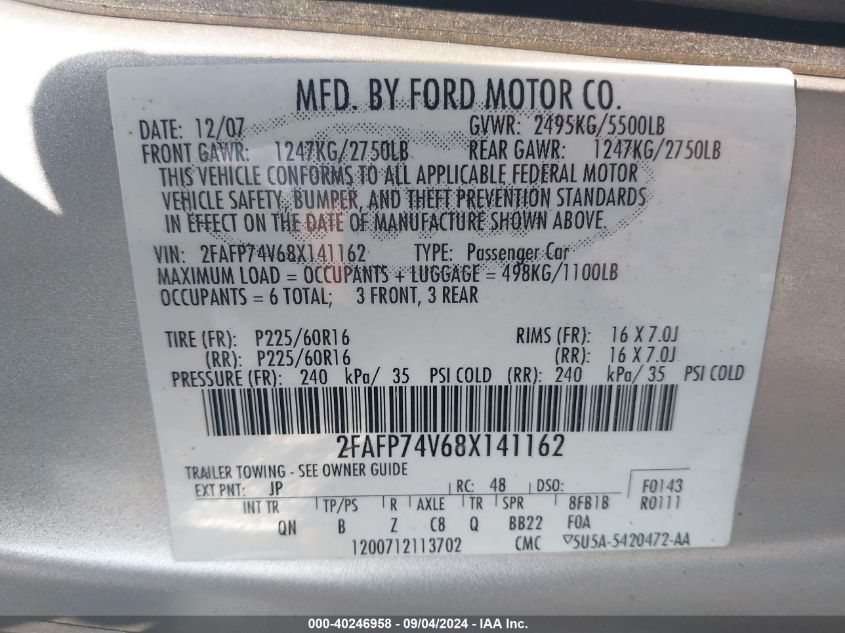 MFD. BY FORD MOTOR CO.
DATE: 12/07 GVWR: 2495KG/5500LB
FRONT GAWR: 1247KG/2750LB REAR GAWR: 1247KG/2750LB
THIS VEHICLE CONFORMS TO ALL APPLICABLE FEDERAL MOTOR
VEHICLE SAFETY, BUMPER, AND THEFT PREVENTION STANDARDS
IN EFFECT ON THE DATE OF MANUFACTURE SHOWN ABOVE.
VIN: 2FAFP74V68X141162 TYPE: Passenger Car
MAXIMUM LOAD = OCCUPANTS + LUGGAGE = 498KG/1100LB
OCCUPANTS = 6 TOTAL; 3 FRONT, 3 REAR
TIRE (FR): P225/60R16 RIMS (FR): 16 X 7.0J
(RR): P225/60R16 (RR): 16 X 7.0J
PRESSURE (FR): 240 kPa/ 35 PSI COLD (RR): 240 kPa/ 35 PSI COLD
2FAFP74V68X141162
TRAILER TOWING - SEE OWNER GUIDE
EXT PNT: JP RC: 48 DSO: F0143
INT TR TP/PS R AXLE TR SPR 8FB1B R0111
QN B Z C8 Q BB22 FOA
1200712113702 CMC ▽5U5A-5420472-AA
000-40246958 - 09/04/2024 - IAA Inc.